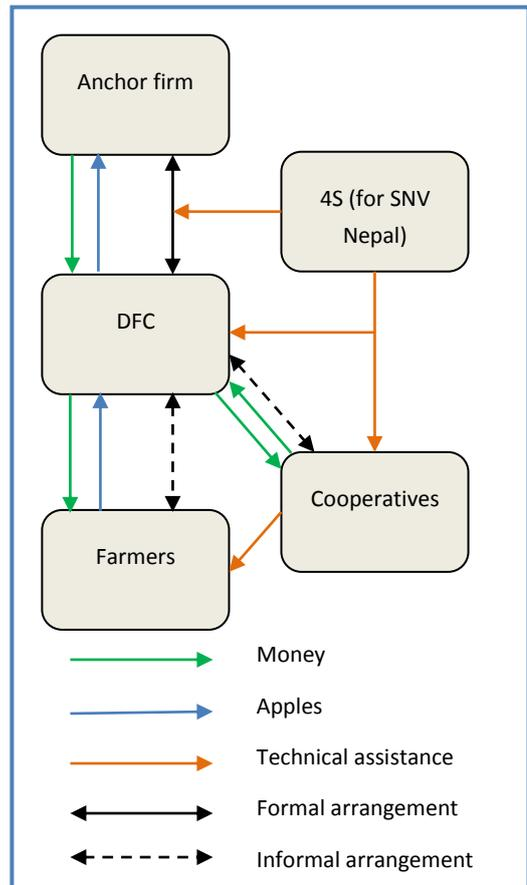 Anchor firm
4S (for SNV
Nepal)
DFC
Cooperatives
Farmers
Money
Apples
Technical assistance
Formal arrangement
Informal arrangement